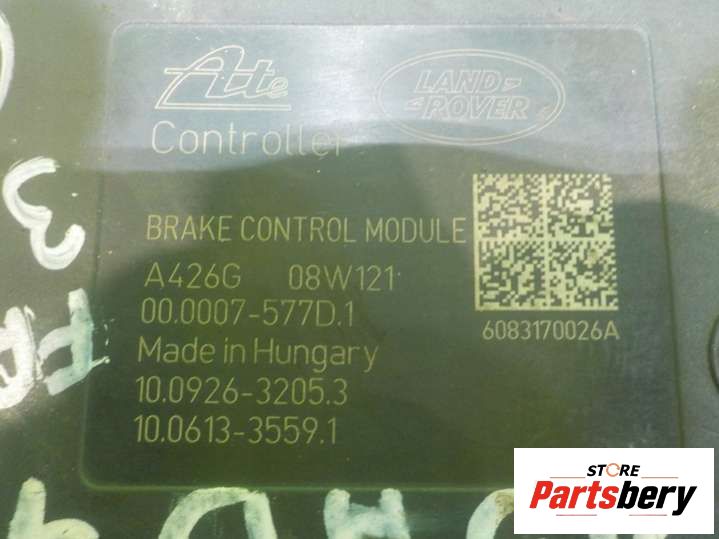 Ate
LAND
ROVER
Controller
BRAKE CONTROL MODULE
A426G 08W121
00.0007-577D.1
6083170026A
Made in Hungary
10.0926-3205.3
10.0613-3559.1
3
STORE
Partsbery